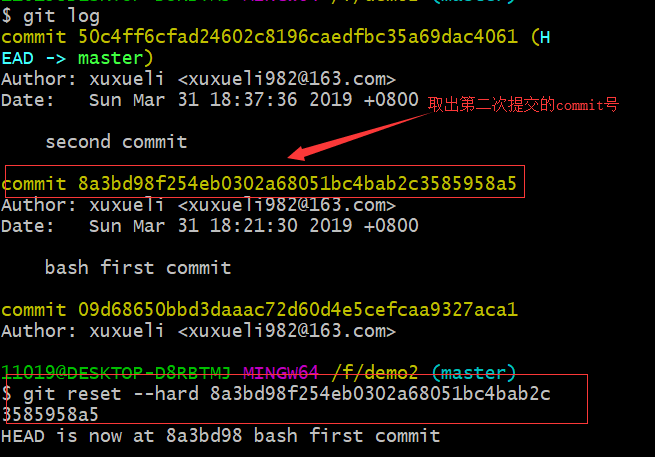 $ git log
commit 50c4ff6cfad24602c8196caedfbc35a69dac4061 (H
EAD -> master)
Author: xuxueli <xuxueli982@163.com>
Date:   Sun Mar 31 18:37:36 2019 +0800
取出第二次提交的commit号
second commit
commit 8a3bd98f254eb0302a68051bc4bab2c3585958a5
Author: xuxueli <xuxueli982@163.com>
Date:   Sun Mar 31 18:21:30 2019 +0800
bash first commit
commit 09d68650bbd3daaac72d60d4e5cefcaa9327aca1
Author: xuxueli <xuxueli982@163.com>
11019@DESKTOP-D8RBTMJ MINGW64 /f/demo2 (master)
$ git reset --hard 8a3bd98f254eb0302a68051bc4bab2c
3585958a5
HEAD is now at 8a3bd98 bash first commit